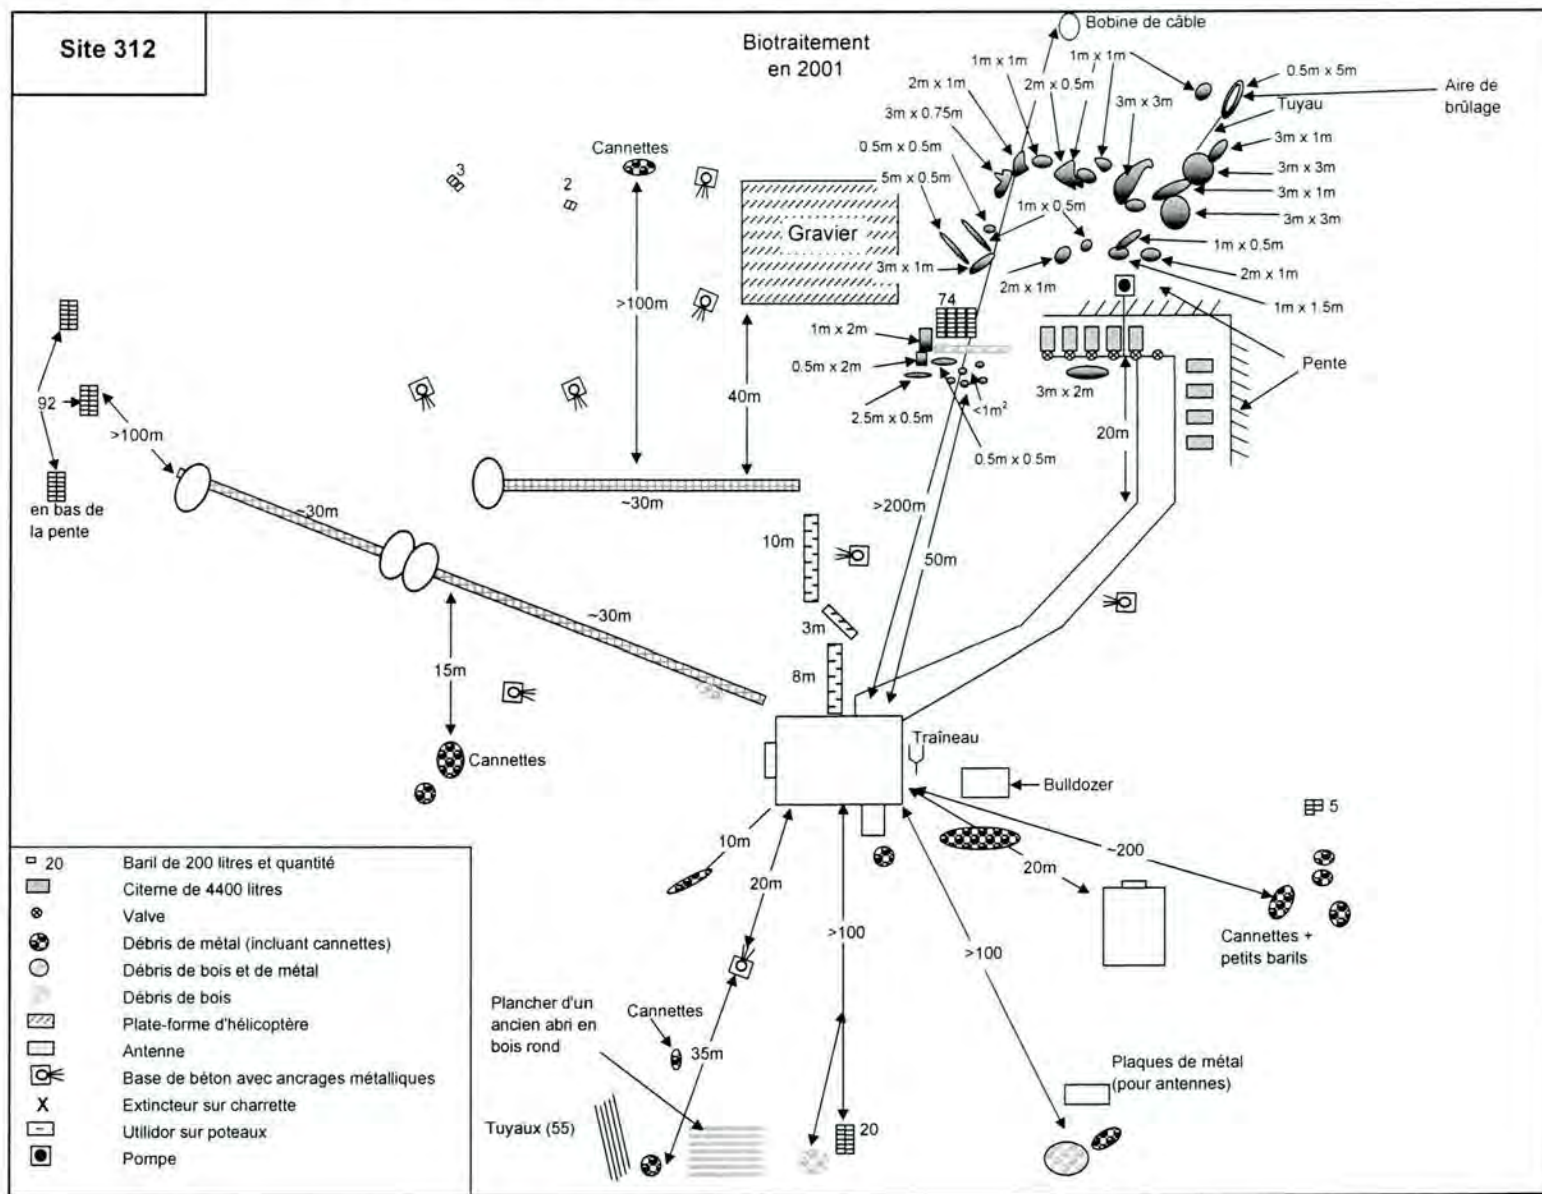 Site 312
Biotraitement
en 2001
Bobine de câble
1m x 1m
1m x 1m
2m x 1m
2m x 0.5m
3m x 0.75m
3m x 3m
0.5m x 5m
Aire de
brûlage
Tuyau
0.5m x 0.5m
3m x 1m
5m x 0.5m
3m x 3m
1m x 0.5m
3m x 1m
3m x 3m
1m x 0.5m
3m x 1m
2m x 1m
2m x 1m
1m x 1.5m
Cannettes
3
2
Gravier
>100m
74
1m x 2m
0.5m x 2m
2.5m x 0.5m
<1m²
0.5m x 0.5m
3m x 2m
Pente
20m
40m
92
>100m
en bas de
la pente
~30m
~30m
~30m
10m
3m
8m
>200m
50m
15m
Cannettes
Traîneau
Bulldozer
5
10m
20m
~200
20m
>100
>100
Cannettes +
petits barils
Plancher d'un
ancien abri en
bois rond
Cannettes
35m
Tuyaux (55)
20
Plaques de métal
(pour antennes)
20 Baril de 200 litres et quantité
Citerne de 4400 litres
Valve
Débris de métal (incluant cannettes)
Débris de bois et de métal
Débris de bois
Plate-forme d'hélicoptère
Antenne
Base de béton avec ancrages métalliques
X Extincteur sur charrette
Utilidor sur poteaux
Pompe